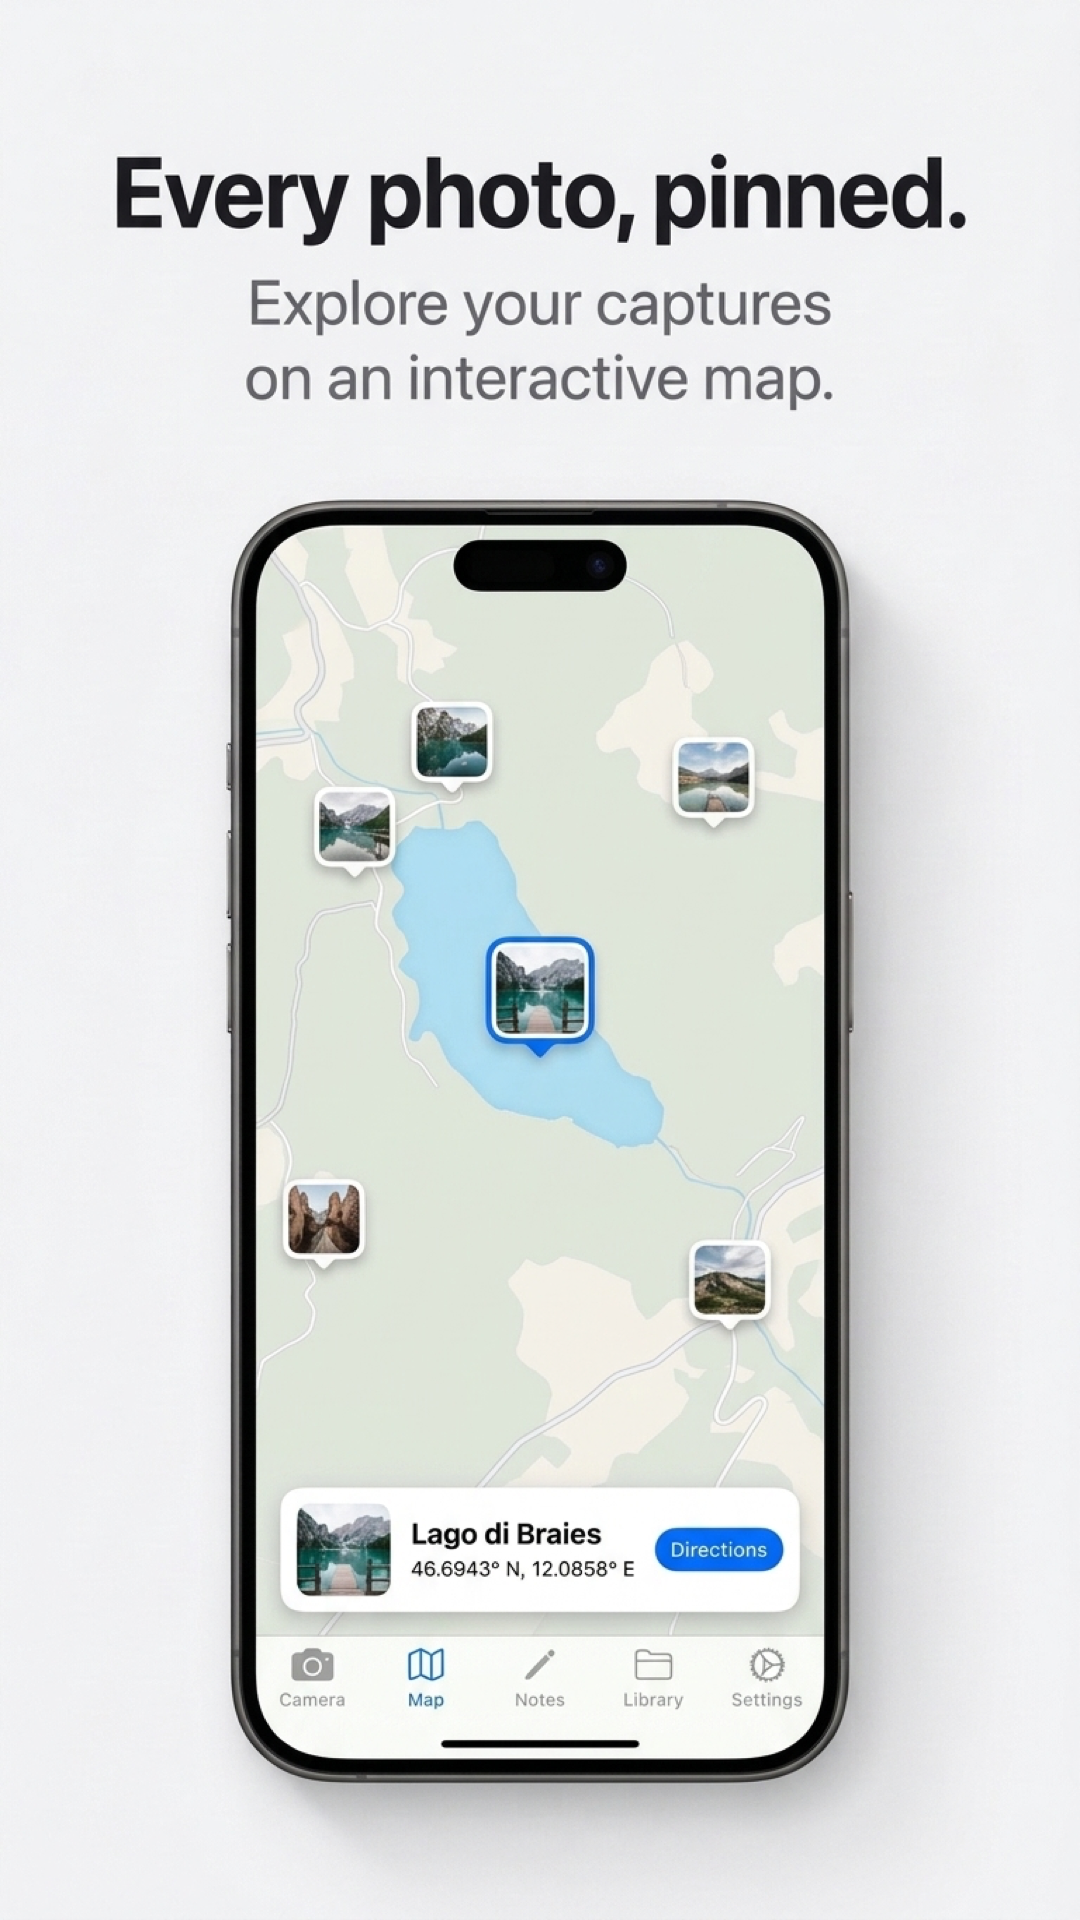 Every photo, pinned.
Explore your captures
on an interactive map.
Lago di Braies
46.6943° N, 12.0858° E
Directions
Camera
Map
Notes
Library
Settings